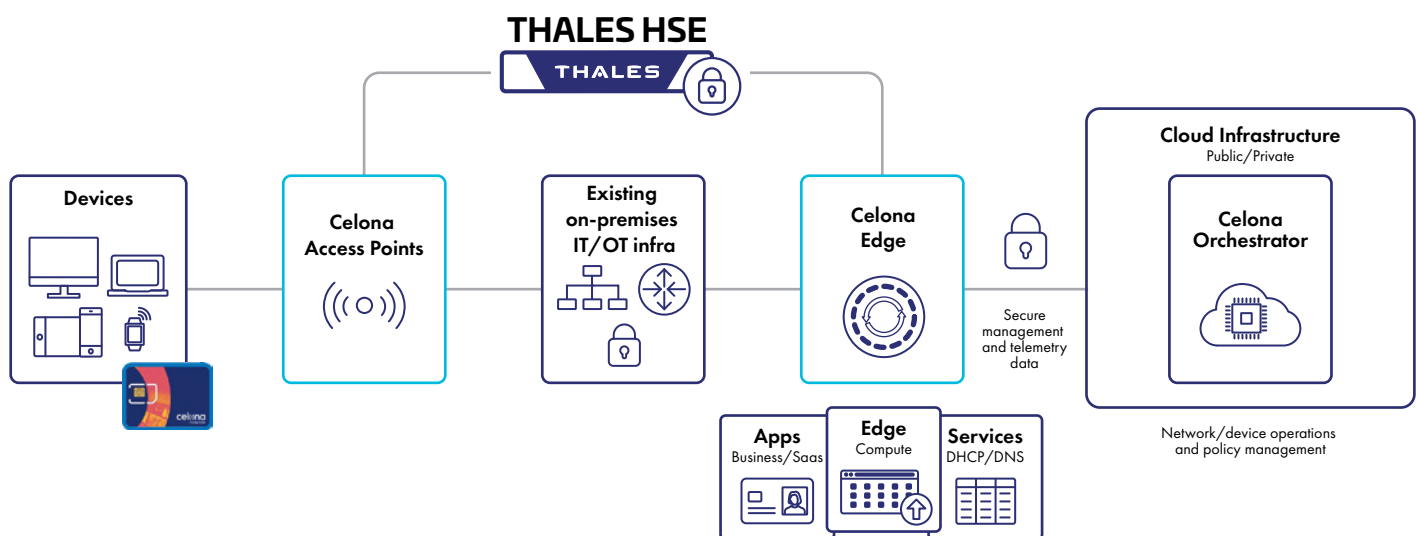 THALES HSE
THALES
Devices
celona
Celona
Access Points
Existing
on-premises
IT/OT infra
Celona
Edge
Secure
management
and telemetry
data
Cloud Infrastructure
Public/Private
Celona
Orchestrator
Network/device operations
and policy management
Apps
Business/Saas
Edge
Compute
Services
DHCP/DNS